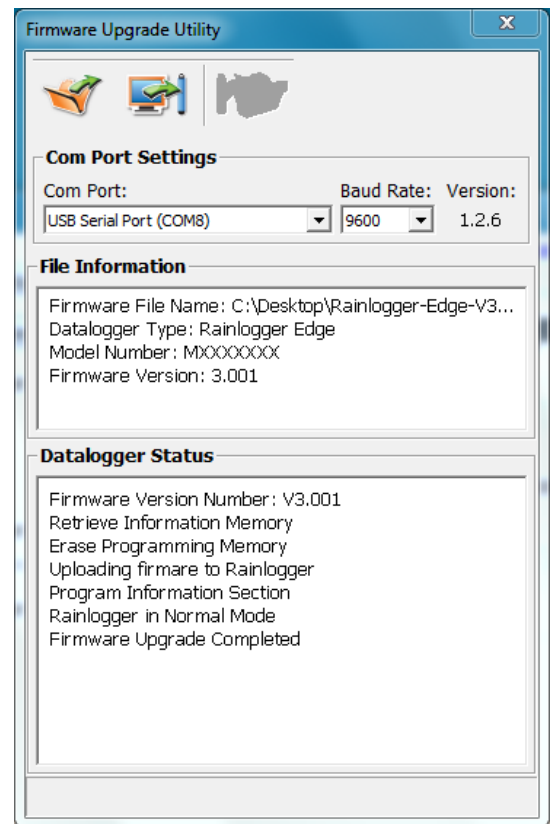 Firmware Upgrade Utility
Com Port Settings
Com Port: Baud Rate: Version:
USB Serial Port (COM8) 9600 1.2.6
File Information
Firmware File Name: C:\Desktop\Rainlogger-Edge-V3...
Datalogger Type: Rainlogger Edge
Model Number: MXXXXXXX
Firmware Version: 3.001
Datalogger Status
Firmware Version Number: V3.001
Retrieve Information Memory
Erase Programming Memory
Uploading firmare to Rainlogger
Program Information Section
Rainlogger in Normal Mode
Firmware Upgrade Completed